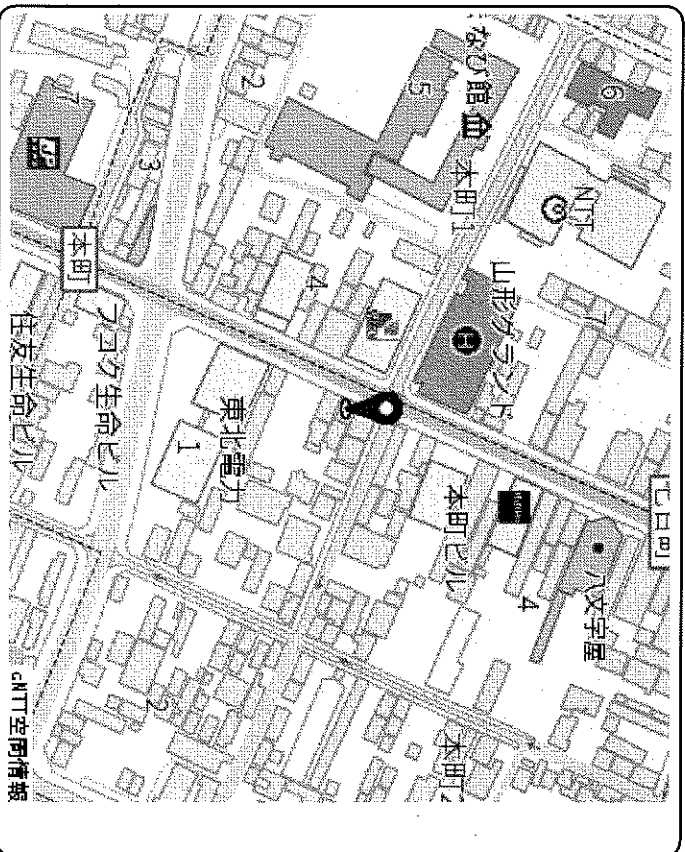 七日町
6
八文字屋
7
NTT
4
山形グランド
H
なび館
本町1
本町ビル
本町2
5
4
2
東北電力
1
2
3
フコク生命ビル
本町
7
住友生命ビル
cNTT空間情報